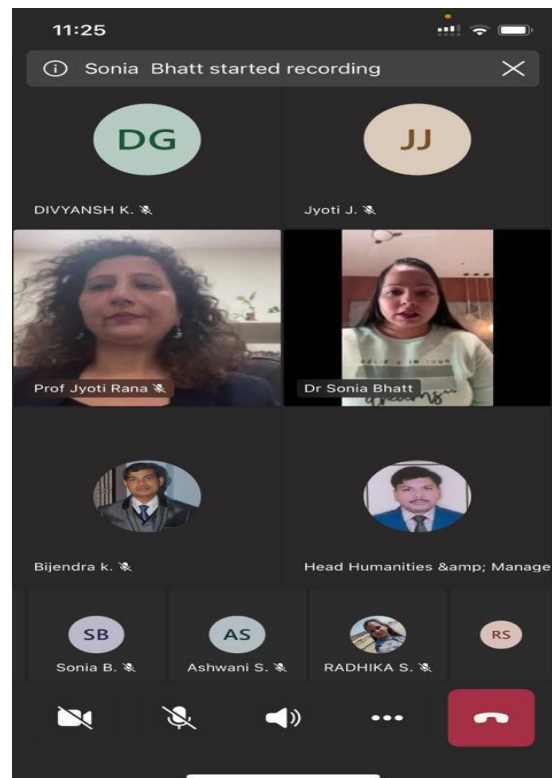 11:25
Sonia Bhatt started recording
DG
JJ
DIVYANSH K.
Jyoti J.
Prof Jyoti Rana
Dr Sonia Bhatt
Bijendra k.
Head Humanities &amp; Manage
SB
AS
RS
Sonia B.
Ashwani S.
RADHIKA S.